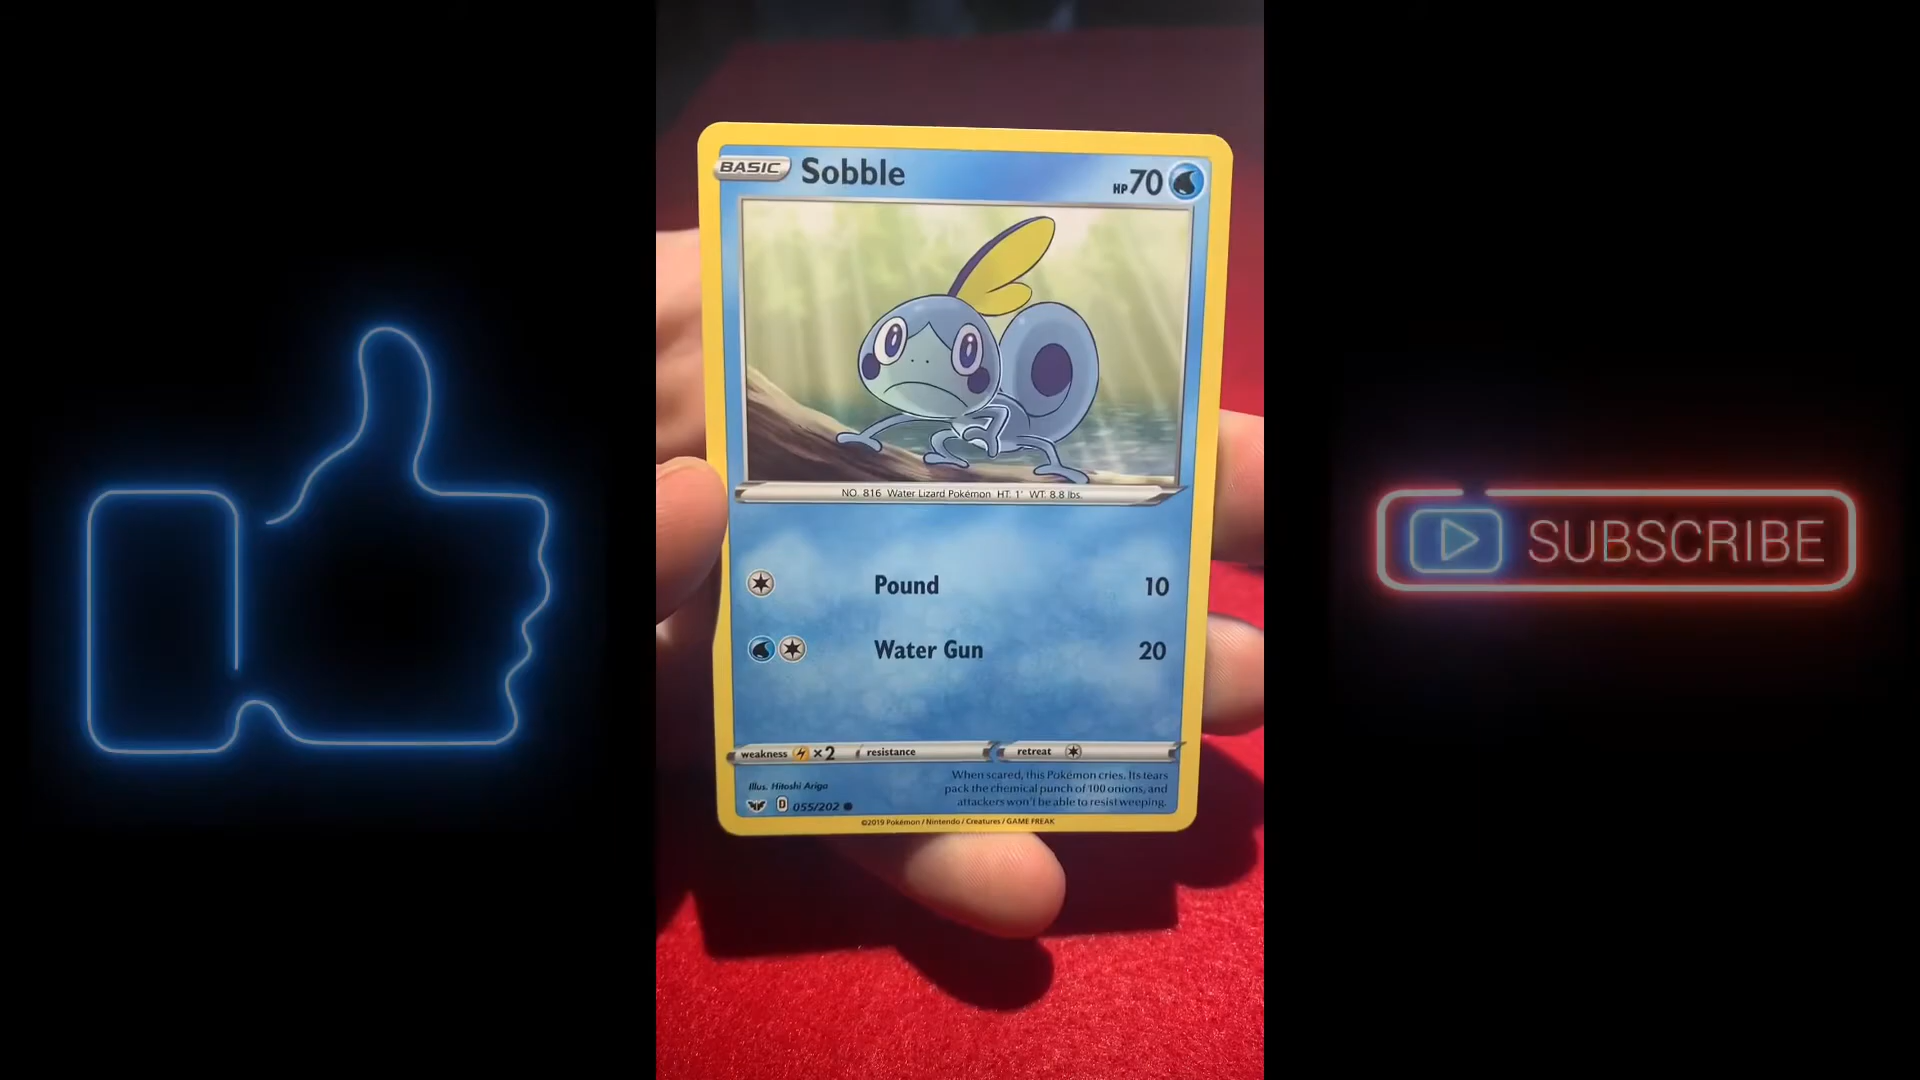 BASIC Sobble HP 70
NO. 816 Water Lizard Pokémon HT: 1' WT: 8.8 lbs.
Pound 10
Water Gun 20
weakness ×2 resistance retreat
Illus. Hitoshi Ariga
When scared, this Pokémon cries. Its tears
pack the chemical punch of 100 onions, and
attackers won't be able to resist weeping.
D 055/202
©2019 Pokémon / Nintendo / Creatures / GAME FREAK
SUBSCRIBE